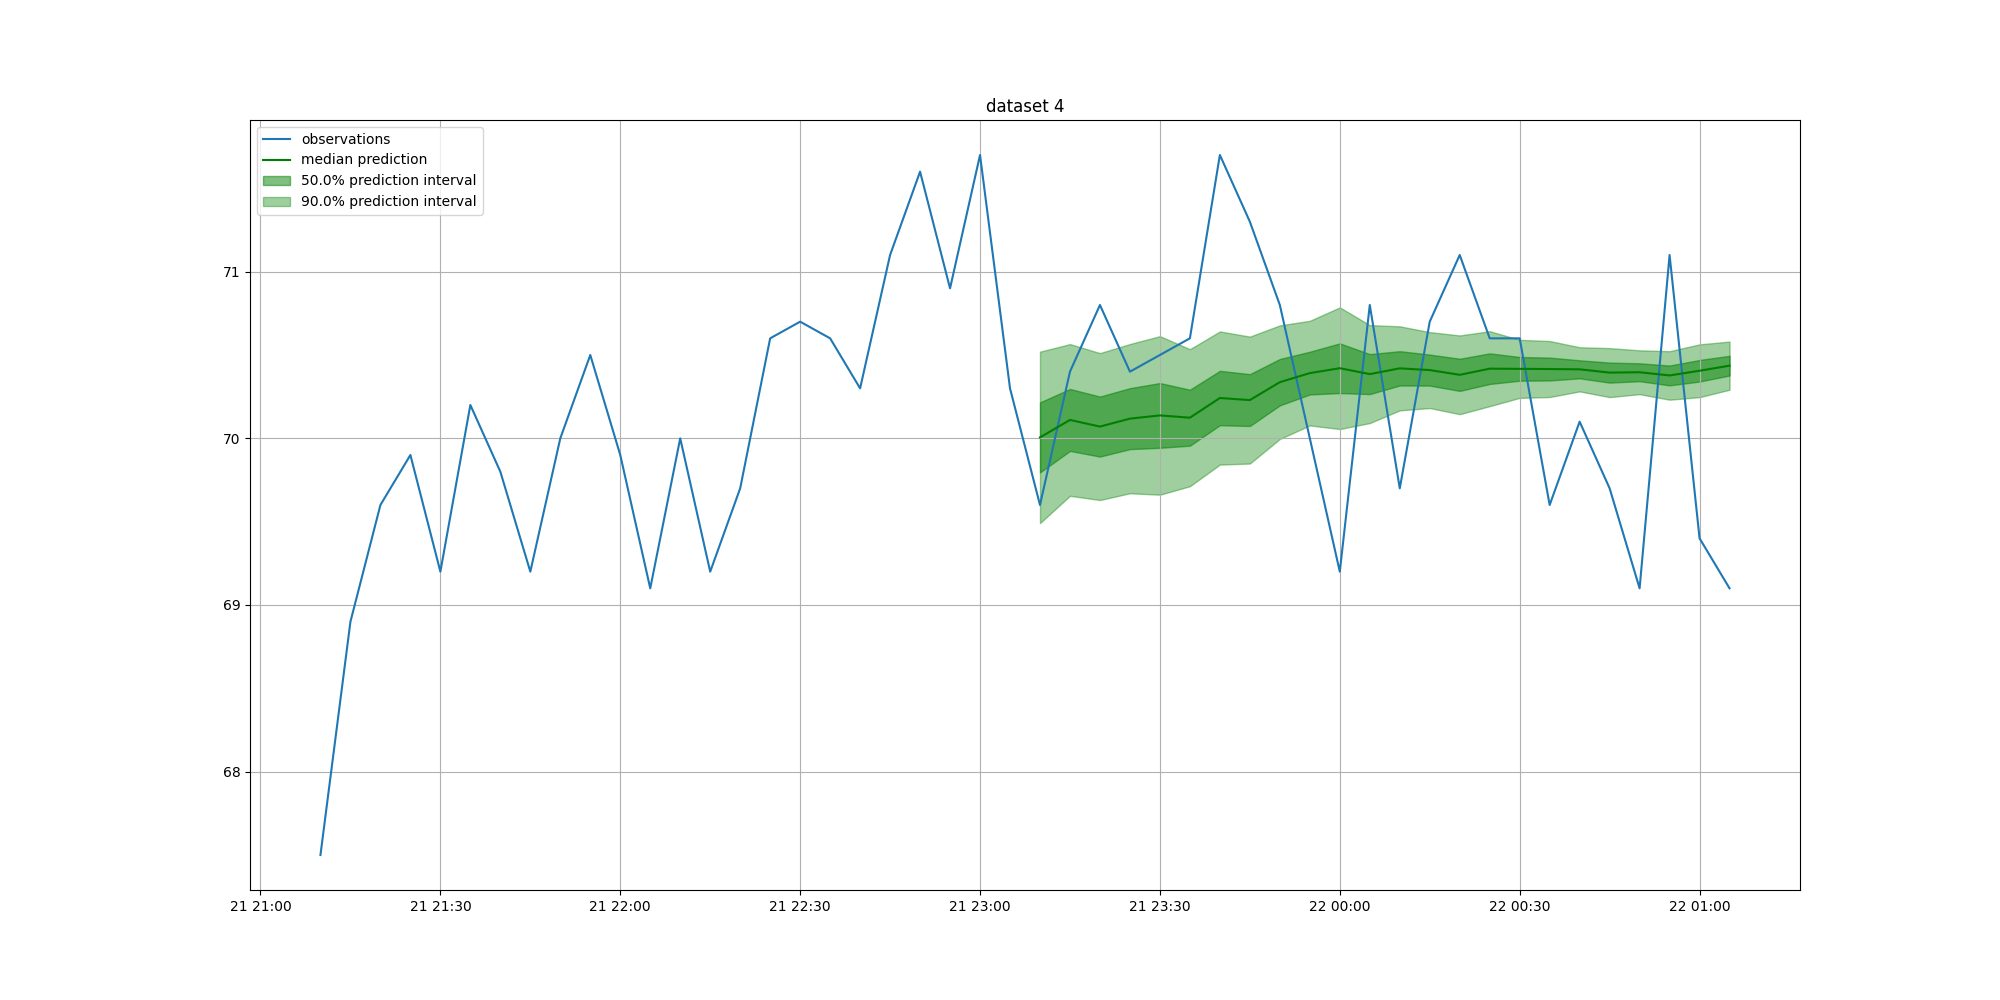 dataset 4
observations
median prediction
50.0% prediction interval
90.0% prediction interval
71
70
69
68
21 21:00 21 21:30 21 22:00 21 22:30 21 23:00 21 23:30 22 00:00 22 00:30 22 01:00